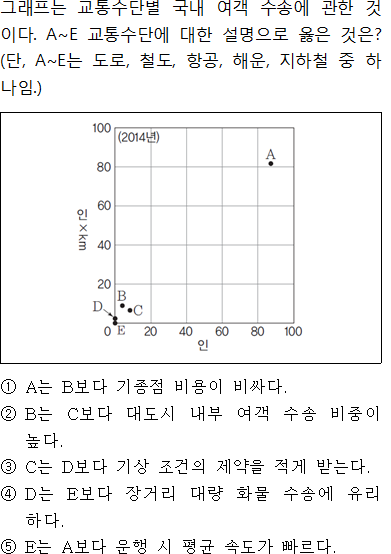 그래프는 교통수단별 국내 여객 수송에 관한 것
이다. A~E 교통수단에 대한 설명으로 옳은 것은?
(단, A~E는 도로, 철도, 항공, 해운, 지하철 중 하
나임.)
100
(2014년)
A
80
인×km
60
40
20
B
D
C
0
E
20
40
60
80
100
인
① A는 B보다 기종점 비용이 비싸다.
② B는 C보다 대도시 내부 여객 수송 비중이
높다.
③ C는 D보다 기상 조건의 제약을 적게 받는다.
④ D는 E보다 장거리 대량 화물 수송에 유리
하다.
⑤ E는 A보다 운행 시 평균 속도가 빠르다.